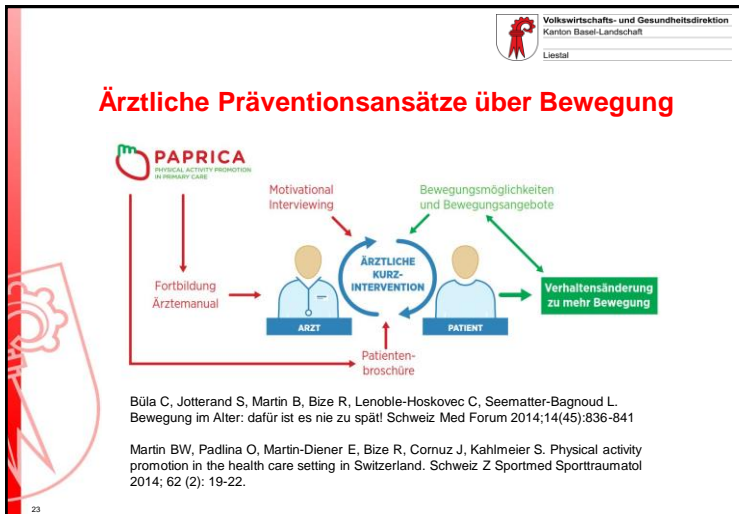 Volkswirtschafts- und Gesundheitsdirektion
Kanton Basel-Landschaft
Liestal
Ärztliche Präventionsansätze über Bewegung
PAPRICA
PHYSICAL ACTIVITY PROMOTION
IN PRIMARY CARE
Motivational
Interviewing
Bewegungsmöglichkeiten
und Bewegungsangebote
ÄRZTLICHE
KURZ-
INTERVENTION
Fortbildung
Ärztemanual
Verhaltensänderung
zu mehr Bewegung
ARZT
PATIENT
Patienten-
broschüre
Büla C, Jotterand S, Martin B, Bize R, Lenoble-Hoskovec C, Seematter-Bagnoud L.
Bewegung im Alter: dafür ist es nie zu spät! Schweiz Med Forum 2014;14(45):836-841
Martin BW, Padlina O, Martin-Diener E, Bize R, Cornuz J, Kahlmeier S. Physical activity
promotion in the health care setting in Switzerland. Schweiz Z Sportmed Sporttraumatol
2014; 62 (2): 19-22.
23